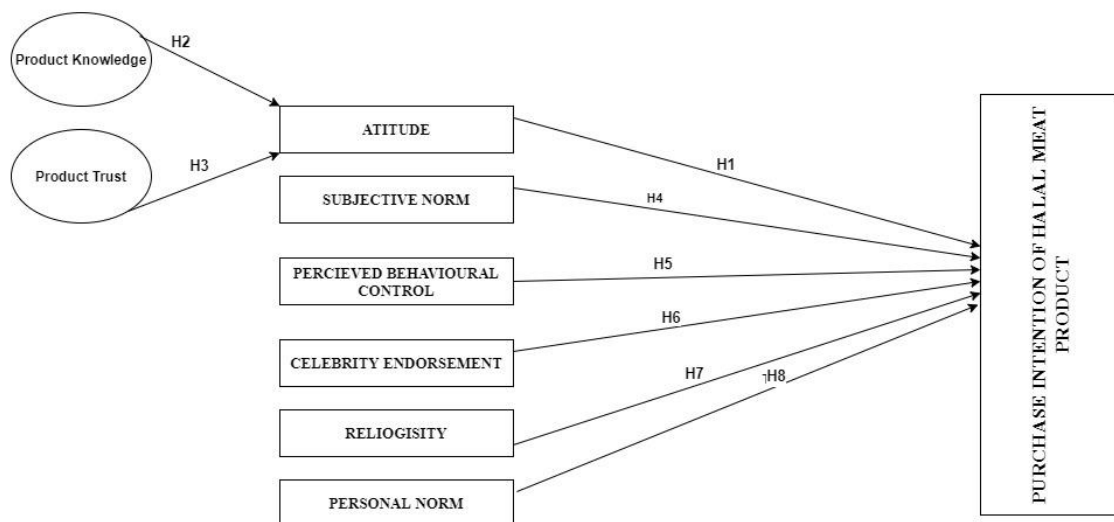 Product Knowledge
H2
Product Trust
H3
ATITUDE
H1
SUBJECTIVE NORM
H4
PERCIEVED BEHAVIOURAL
CONTROL
H5
CELEBRITY ENDORSEMENT
H6
RELIOGISITY
H7
PERSONAL NORM
H8
PURCHASE INTENTION OF HALAL MEAT
PRODUCT